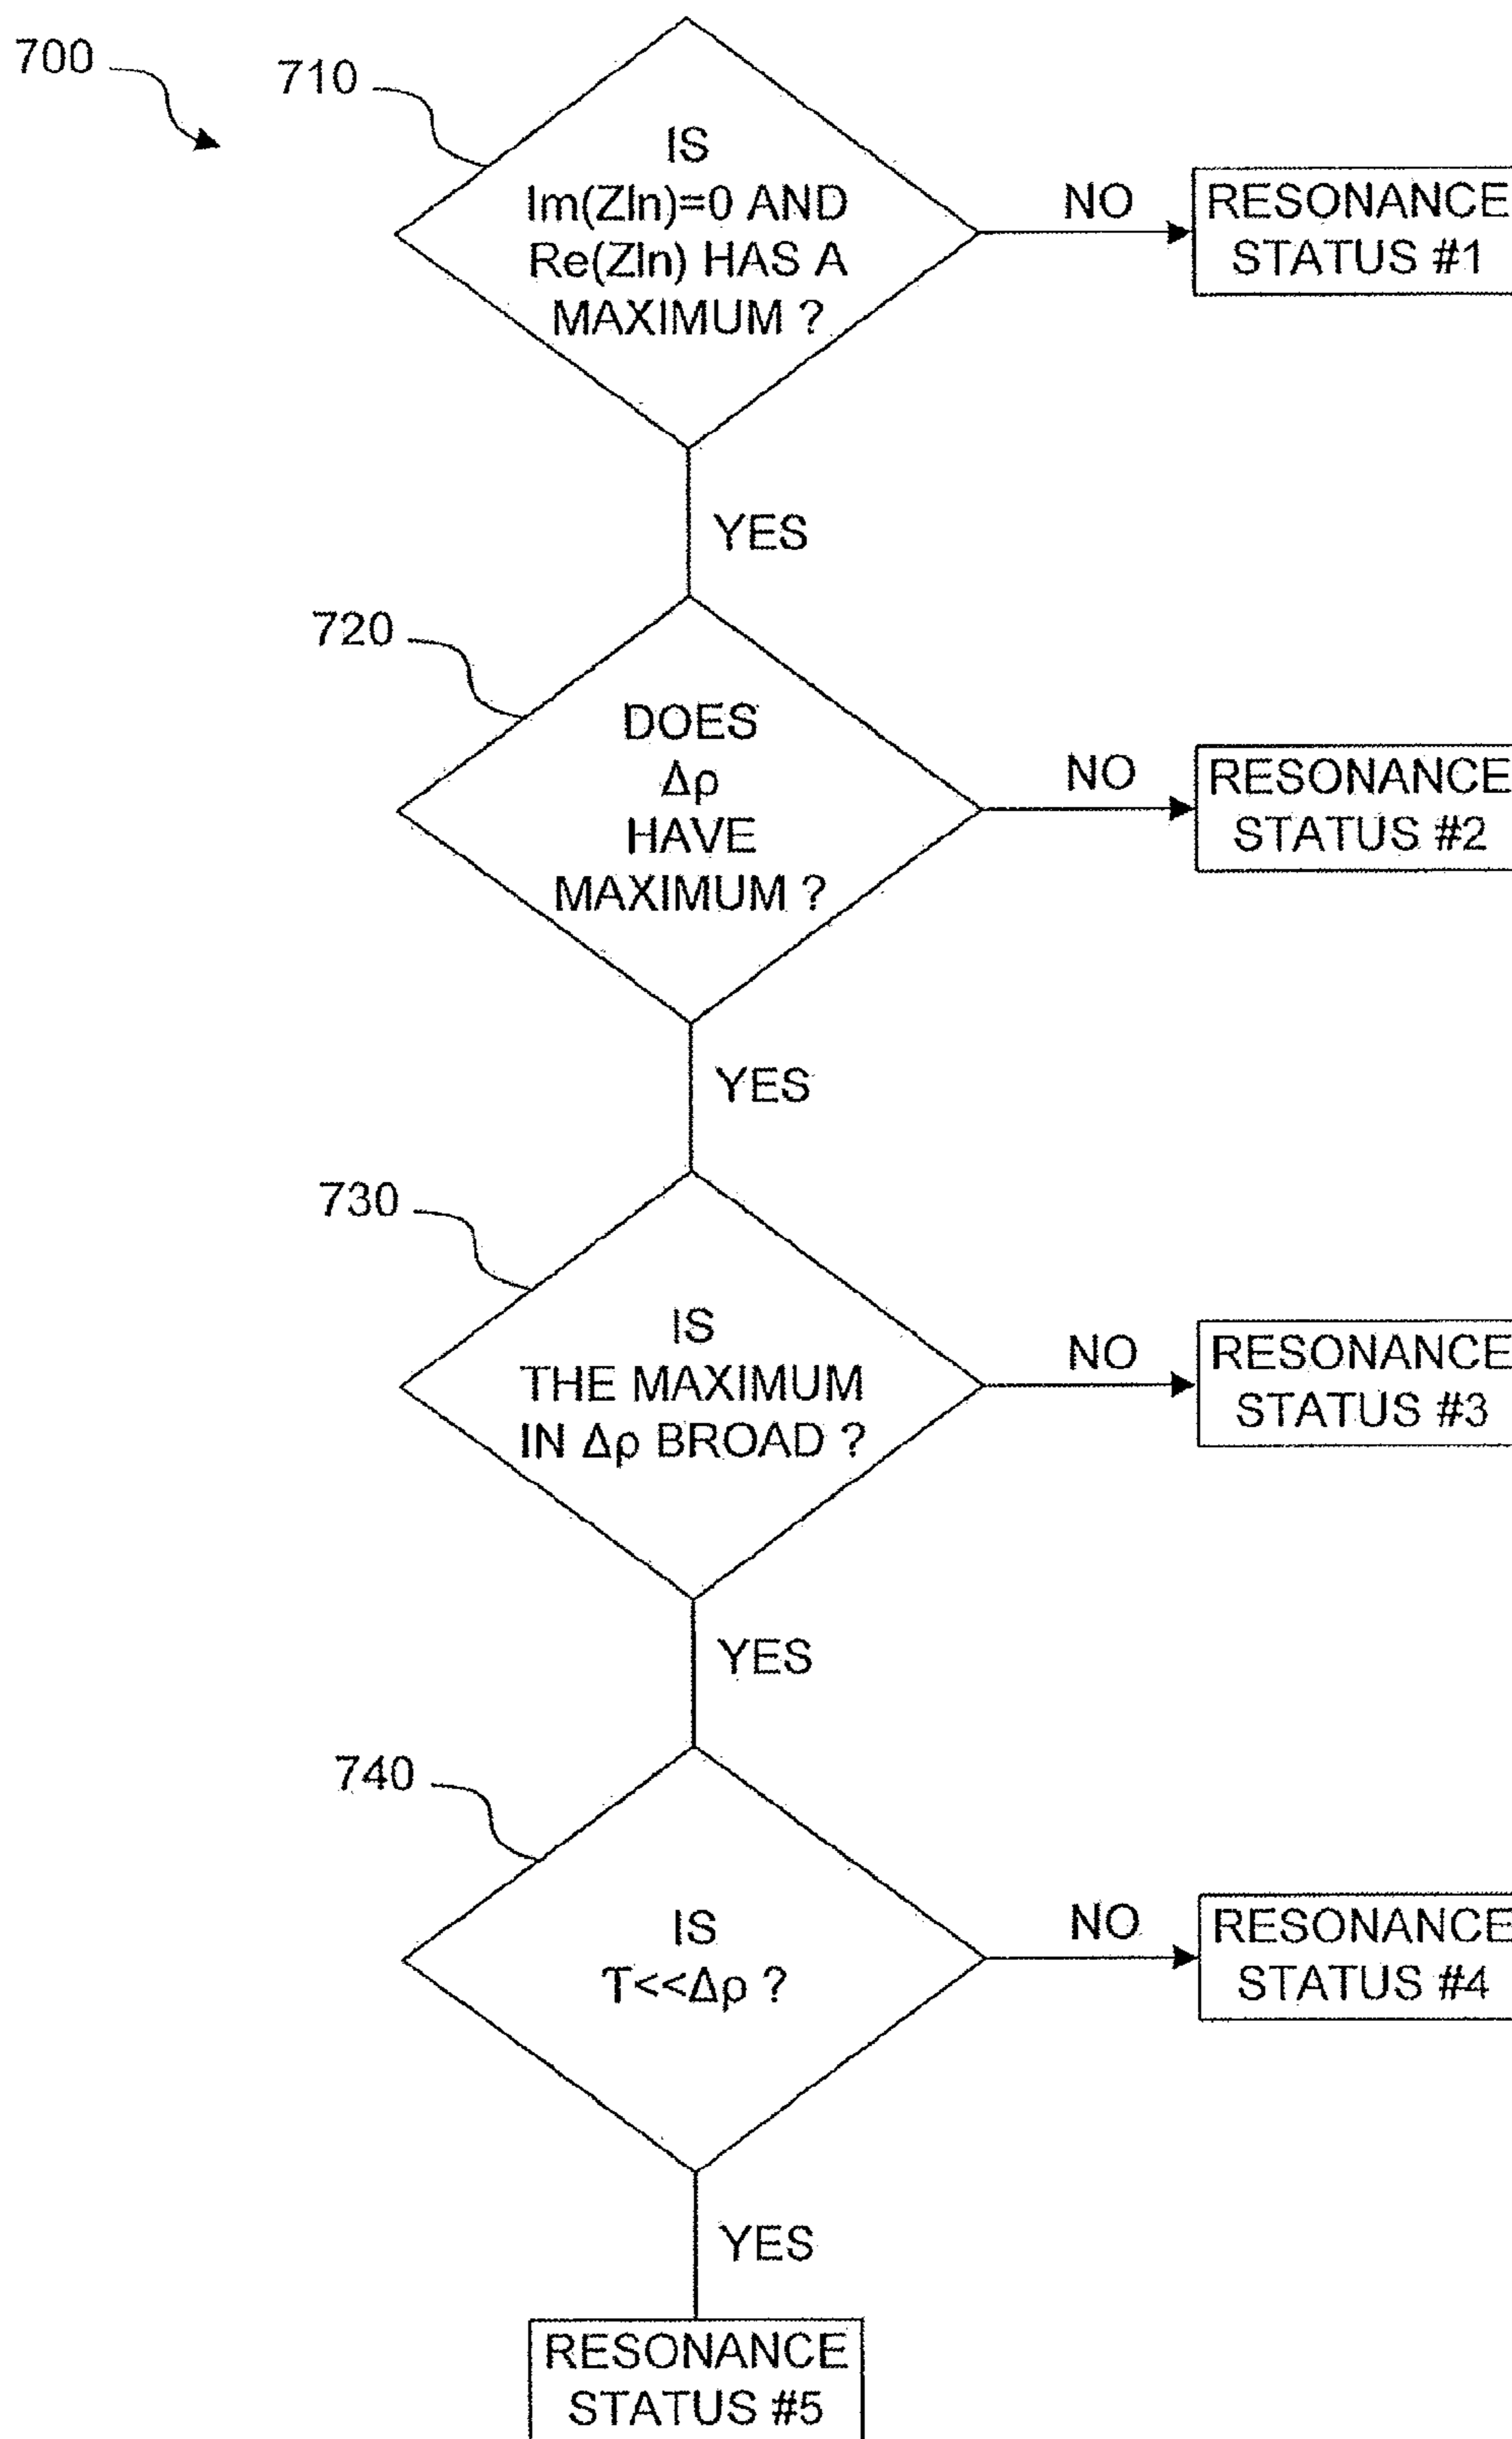 700
710
IS
Im(ZIn)=0 AND
Re(ZIn) HAS A
MAXIMUM ?
NO
RESONANCE
STATUS #1
YES
720
DOES
Δρ
HAVE
MAXIMUM ?
NO
RESONANCE
STATUS #2
YES
730
IS
THE MAXIMUM
IN Δρ BROAD ?
NO
RESONANCE
STATUS #3
YES
740
IS
T<<Δρ ?
NO
RESONANCE
STATUS #4
YES
RESONANCE
STATUS #5